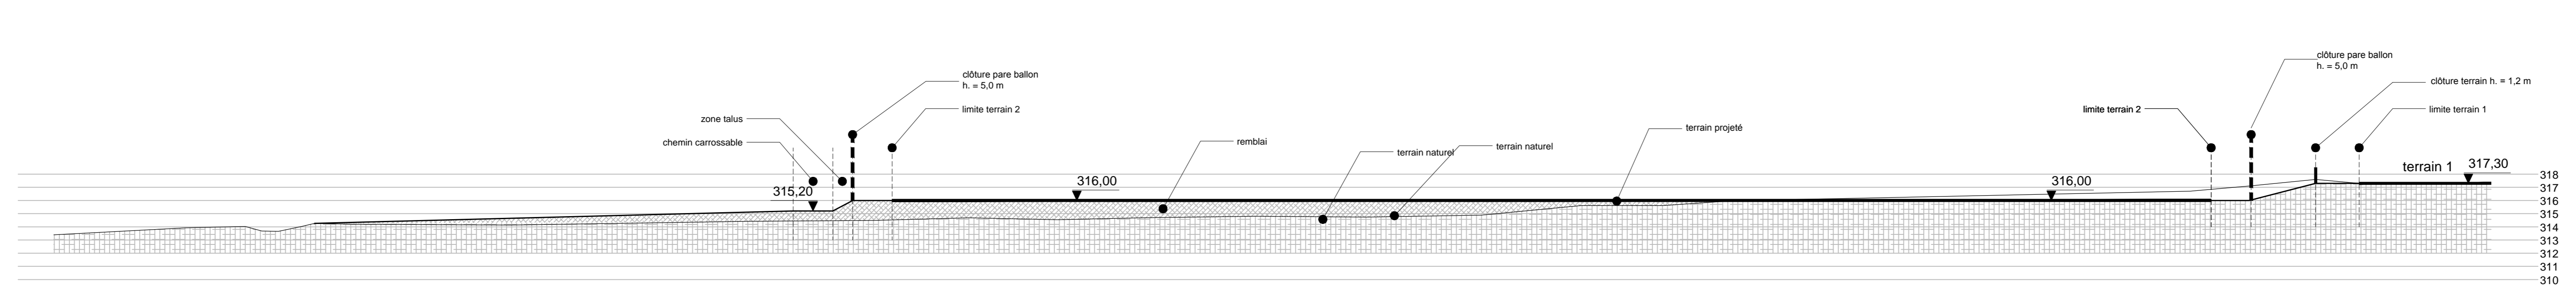 clôture pare ballon
h. = 5,0 m
clôture pare ballon
h. = 5,0 m
clôture terrain h. = 1,2 m
limite terrain 2
limite terrain 2
limite terrain 1
zone talus
chemin carrossable
remblai
terrain naturel
terrain naturel
terrain projeté
315,20
316,00
316,00
terrain 1
317,30
318
317
316
315
314
313
312
311
310